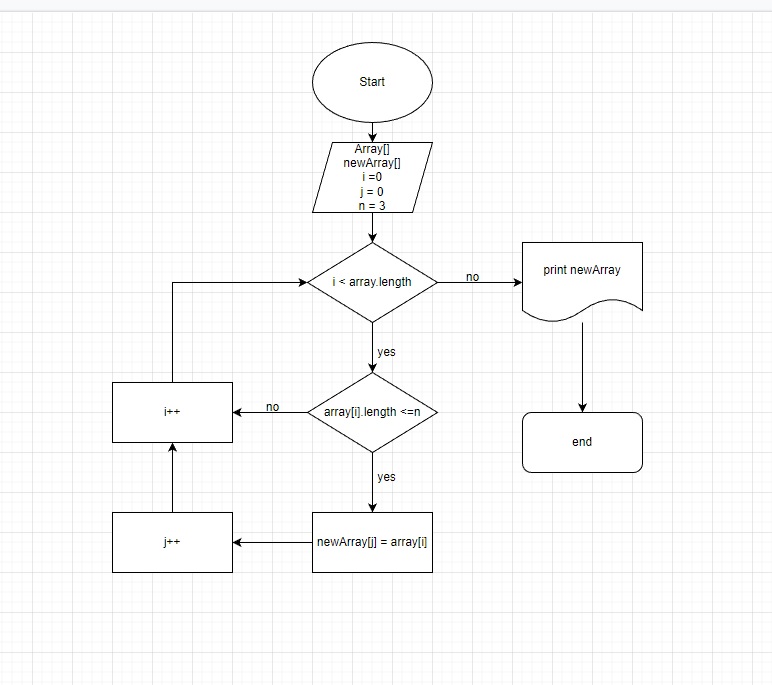 Start
Array[]
newArray[]
i =0
j = 0
n = 3
i < array.length
no
print newArray
yes
array[i].length <=n
no
i++
end
yes
newArray[j] = array[i]
j++